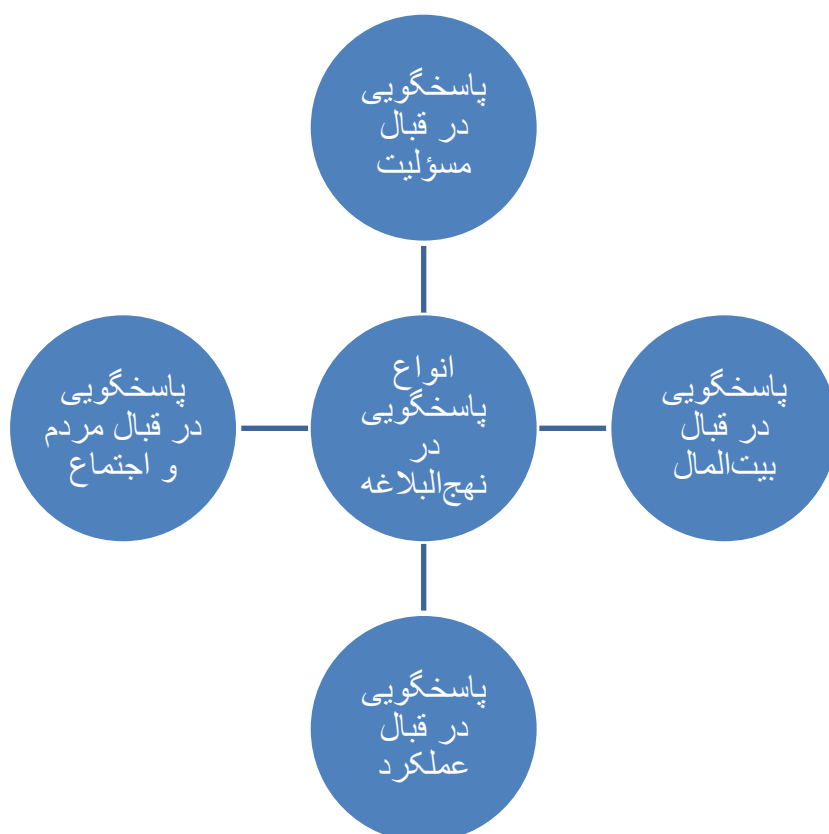 پاسخگویی
در قبال
مسؤلیت
انواع
پاسخگویی
در
نهج‌البلاغه
پاسخگویی
در قبال
بیت‌المال
پاسخگویی
در قبال
عملکرد
پاسخگویی
در قبال مردم
و اجتماع